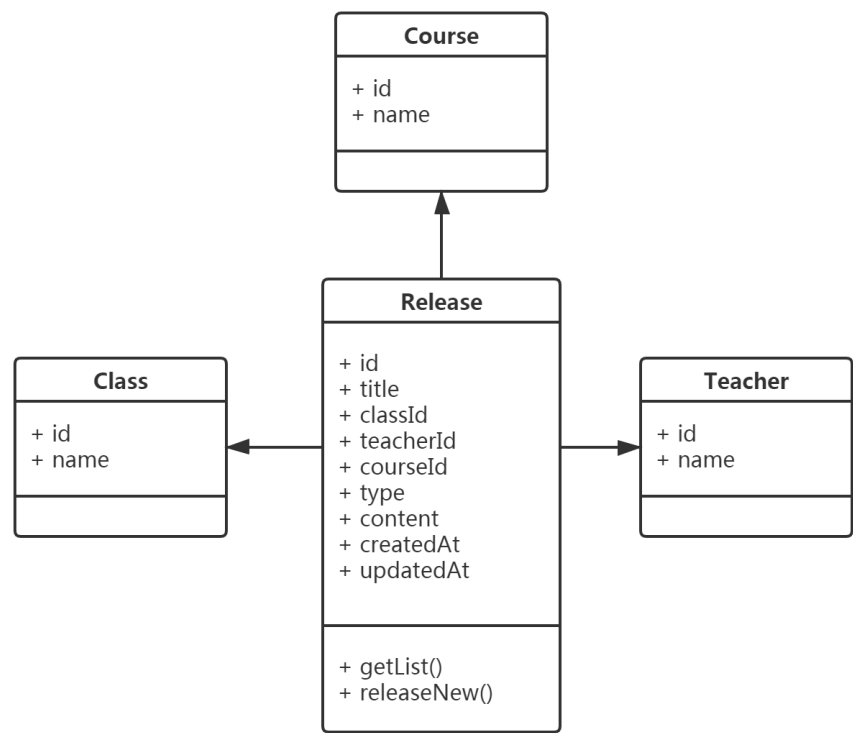 Course
+ id
+ name
Release
+ id
+ title
+ classId
+ teacherId
+ courseId
+ type
+ content
+ createdAt
+ updatedAt
+ getList()
+ releaseNew()
Class
+ id
+ name
Teacher
+ id
+ name